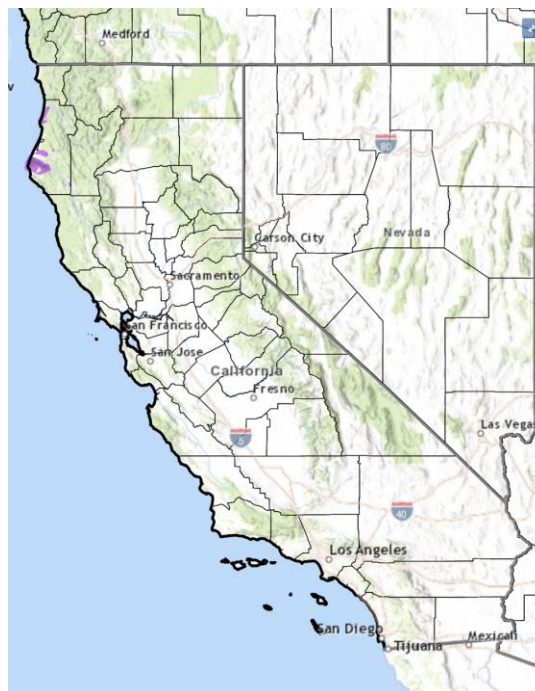 Medford
v
80
Carson City
Nevada
Sacramento
San Francisco
San Jose
California
Fresno
Las Vegas
5
40
Los Angeles
San Diego
Tijuana
Mexicali